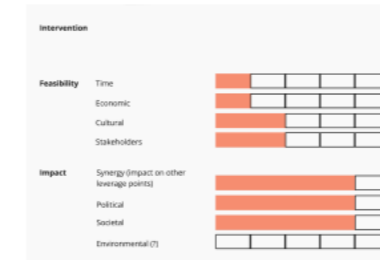 Intervention
Feasibility Time
Economic
Cultural
Stakeholders
Impact Synergy (impact on other
leverage points)
Political
Societal
Environmental (?)